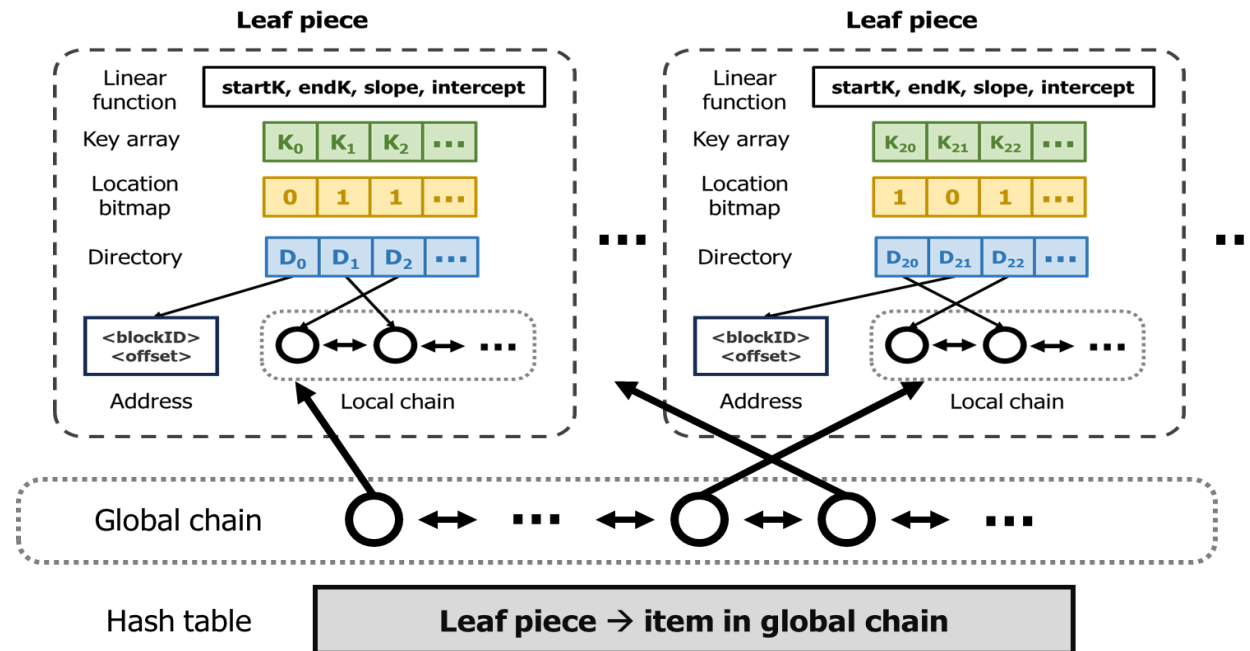 Leaf piece
Linear function
startK, endK, slope, intercept
Key array
K₀ K₁ K₂ ...
Location bitmap
0 1 1 ...
Directory
D₀ D₁ D₂ ...
<blockID>
<offset>
...
Address
Local chain
...
Leaf piece
Linear function
startK, endK, slope, intercept
Key array
K₂₀ K₂₁ K₂₂ ...
Location bitmap
1 0 1 ...
Directory
D₂₀ D₂₁ D₂₂ ...
<blockID>
<offset>
...
Address
Local chain
..
Global chain
... ...
Hash table
Leaf piece → item in global chain